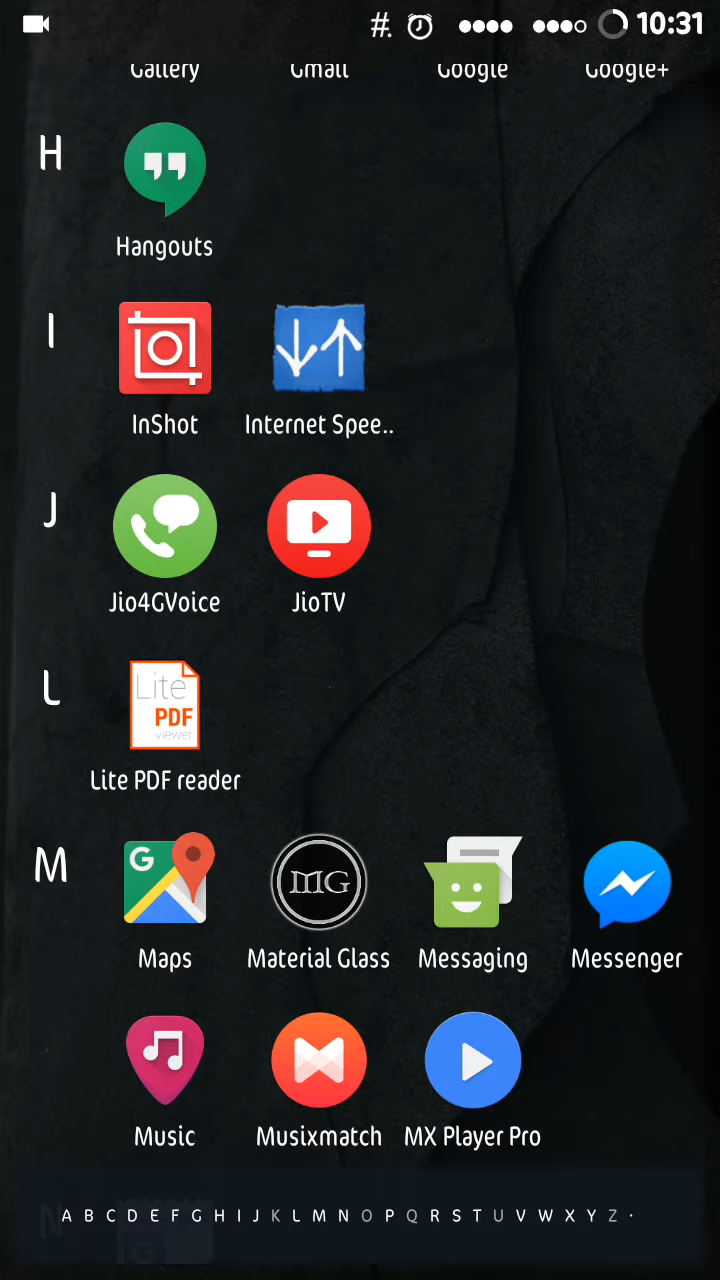 #. 10:31
Gallery Gmail Google Google+
H
Hangouts
I
InShot Internet Spee..
J
Jio4GVoice JioTV
L
Lite
PDF
viewer
Lite PDF reader
M
G MG
Maps Material Glass Messaging Messenger
Music Musixmatch MX Player Pro
N
G
A B C D E F G H I J K L M N O P Q R S T U V W X Y Z ·